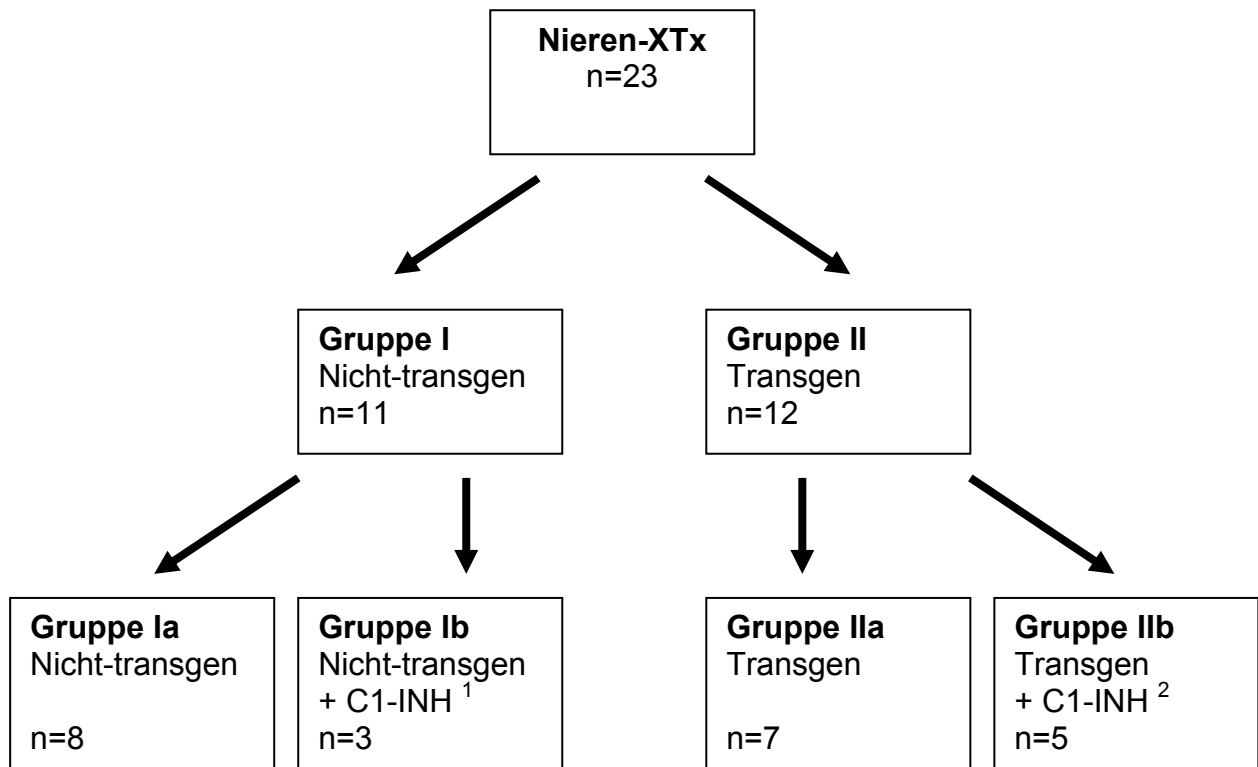 Nieren-XTx
n=23
Gruppe I
Nicht-transgen
n=11
Gruppe II
Transgen
n=12
Gruppe Ia
Nicht-transgen
n=8
Gruppe Ib
Nicht-transgen
+ C1-INH ¹
n=3
Gruppe IIa
Transgen
n=7
Gruppe IIb
Transgen
+ C1-INH ²
n=5